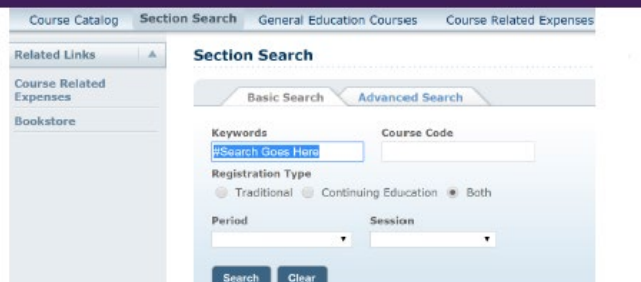 Course Catalog Section Search General Education Courses Course Related Expenses
Related Links
Section Search
Course Related
Expenses
Bookstore
Basic Search Advanced Search
Keywords Course Code
#Search Goes Here
Registration Type
Traditional Continuing Education Both
Period Session
Search Clear